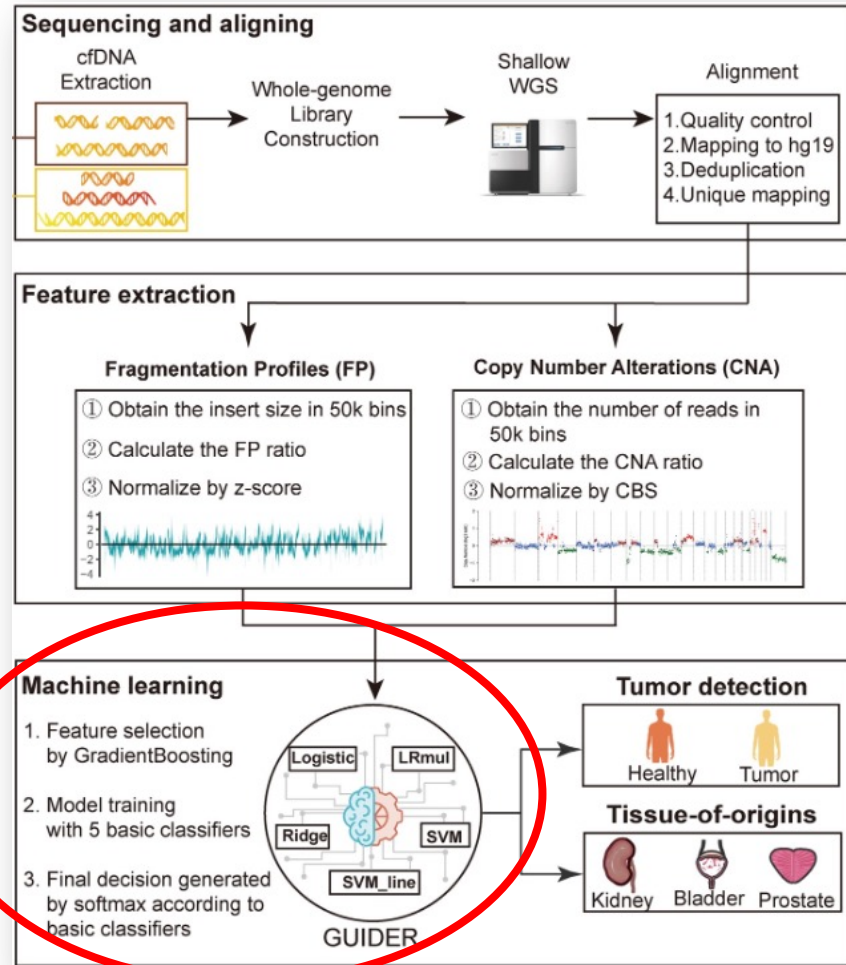 Sequencing and aligning
cfDNA
Extraction
Whole-genome
Library
Construction
Shallow
WGS
Alignment
1.Quality control
2.Mapping to hg19
3.Deduplication
4.Unique mapping
Feature extraction
Fragmentation Profiles (FP)
① Obtain the insert size in 50k bins
② Calculate the FP ratio
③ Normalize by z-score
4
2
0
−2
−4
Copy Number Alterations (CNA)
① Obtain the number of reads in
50k bins
② Calculate the CNA ratio
③ Normalize by CBS
Machine learning
1. Feature selection
by GradientBoosting
2. Model training
with 5 basic classifiers
3. Final decision generated
by softmax according to
basic classifiers
Logistic
LRmul
Ridge
SVM
SVM_line
GUIDER
Tumor detection
Healthy
Tumor
Tissue-of-origins
Kidney
Bladder
Prostate